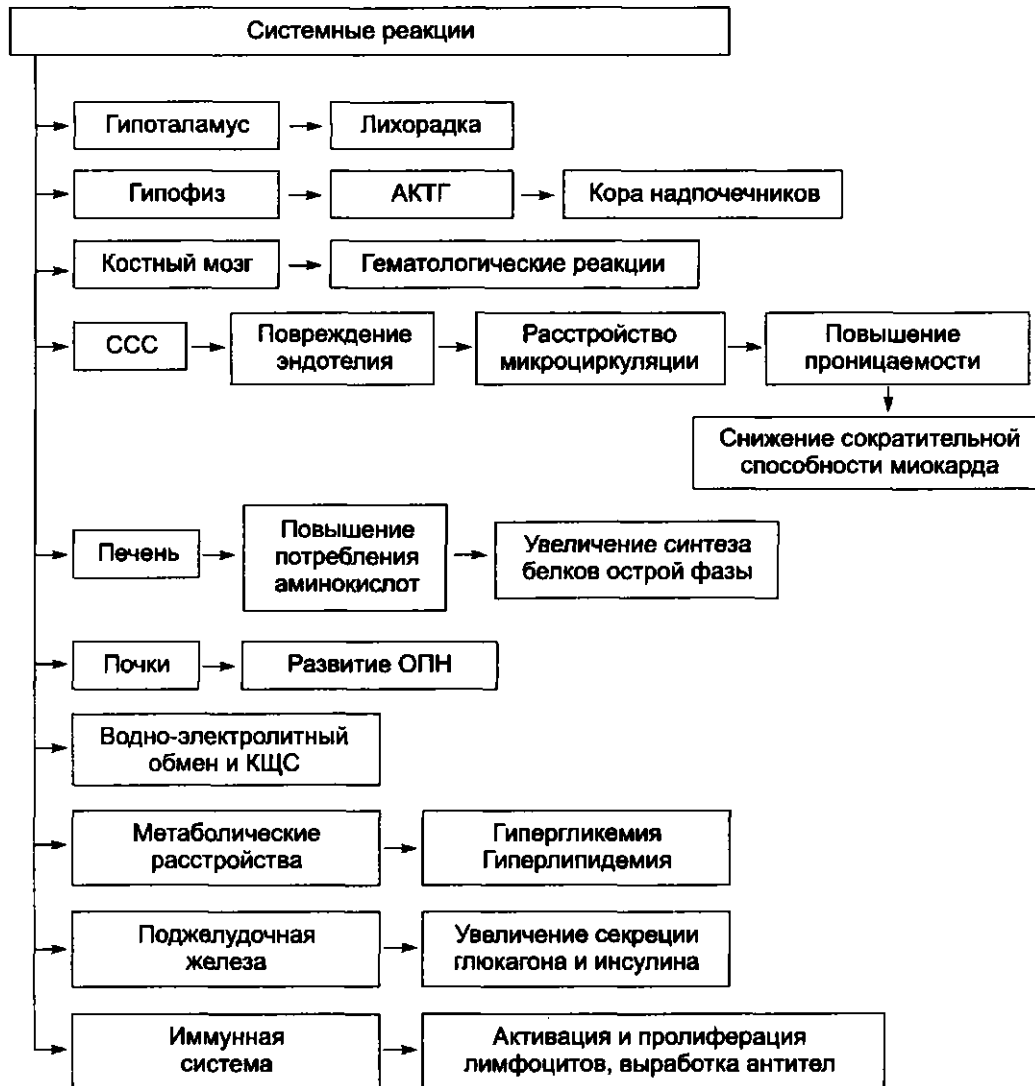 Системные реакции
Гипоталамус
Лихорадка
Гипофиз
АКТГ
Кора надпочечников
Костный мозг
Гематологические реакции
ССС
Повреждение
эндотелия
Расстройство
микроциркуляции
Повышение
проницаемости
Снижение сократительной
способности миокарда
Печень
Повышение
потребления
аминокислот
Увеличение синтеза
белков острой фазы
Почки
Развитие ОПН
Водно-электролитный
обмен и КЩС
Метаболические
расстройства
Гипергликемия
Гиперлипидемия
Поджелудочная
железа
Увеличение секреции
глюкагона и инсулина
Иммунная
система
Активация и пролиферация
лимфоцитов, выработка антител